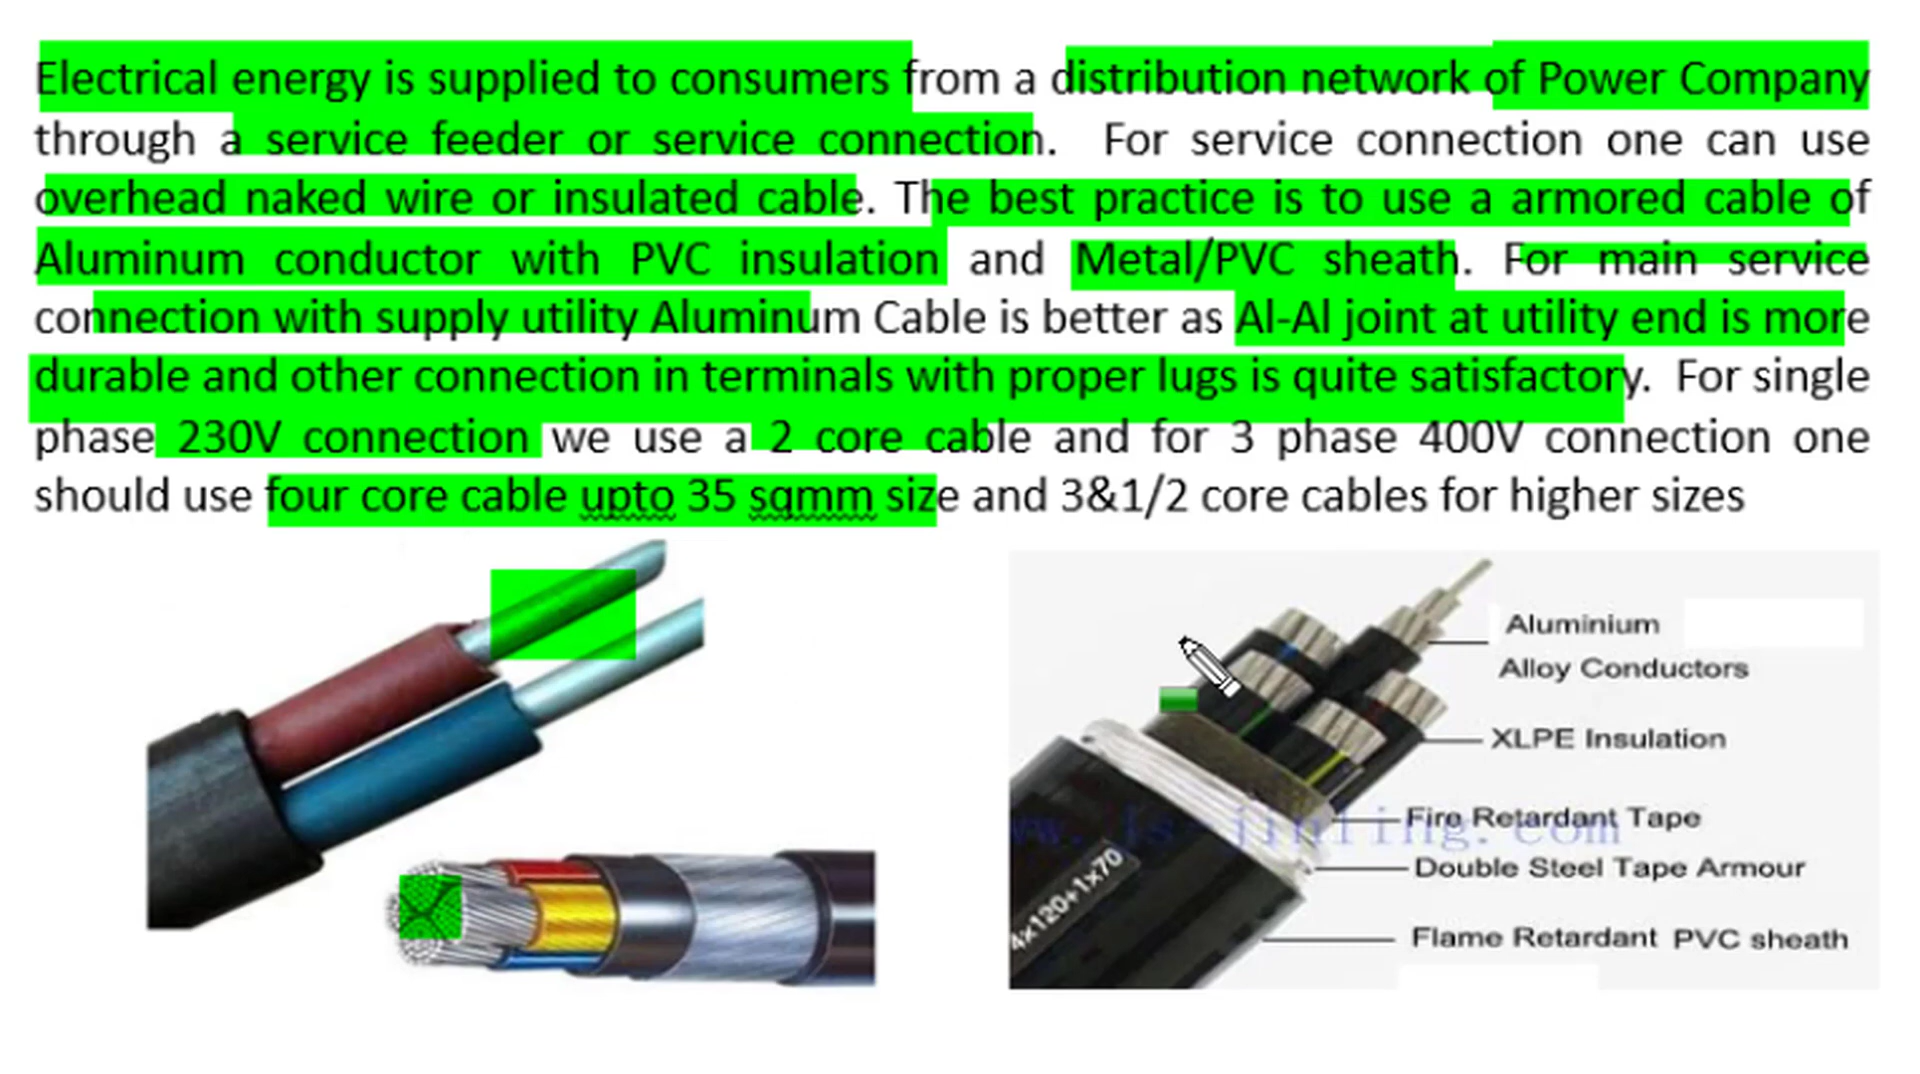 Electrical energy is supplied to consumers from a distribution network of Power Company
through a service feeder or service connection. For service connection one can use
overhead naked wire or insulated cable. The best practice is to use a armored cable of
Aluminum conductor with PVC insulation and Metal/PVC sheath. For main service
connection with supply utility Aluminum Cable is better as Al-Al joint at utility end is more
durable and other connection in terminals with proper lugs is quite satisfactory. For single
phase 230V connection we use a 2 core cable and for 3 phase 400V connection one
should use four core cable upto 35 sqmm size and 3&1/2 core cables for higher sizes
Aluminium
Alloy Conductors
XLPE Insulation
Fire Retardant Tape
Double Steel Tape Armour
4x120+1x70
Flame Retardant PVC sheath